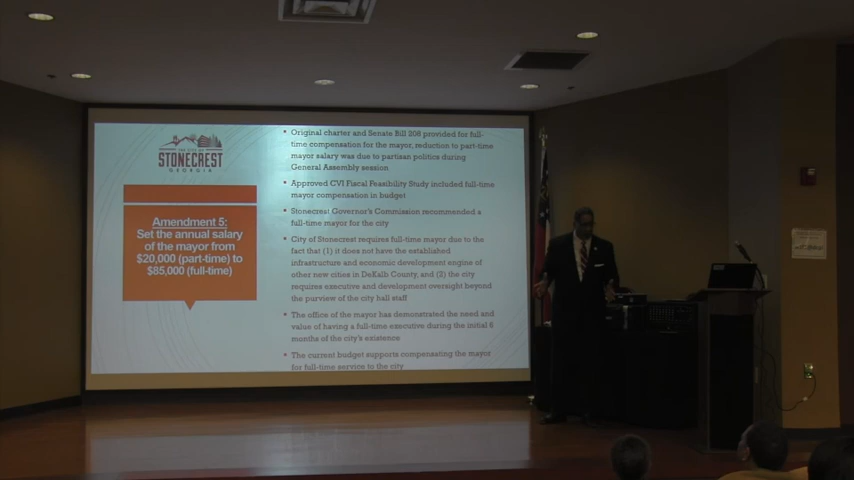 THE CITY OF
STONECREST
GEORGIA
Amendment 5:
Set the annual salary
of the mayor from
$20,000 (part-time) to
$85,000 (full-time)
• Original charter and Senate Bill 208 provided for full-
time compensation for the mayor, reduction to part-time
mayor salary was due to partisan politics during
General Assembly session
• Approved CVI Fiscal Feasibility Study included full-time
mayor compensation in budget
• Stonecrest Governor's Commission recommended a
full-time mayor for the city
• City of Stonecrest requires full-time mayor due to the
fact that (1) it does not have the established
infrastructure and economic development engine of
other new cities in DeKalb County, and (2) the city
requires executive and development oversight beyond
the purview of the city hall staff
• The office of the mayor has demonstrated the need and
value of having a full-time executive during the initial 6
months of the city's existence
• The current budget supports compensating the mayor
for full-time service to the city